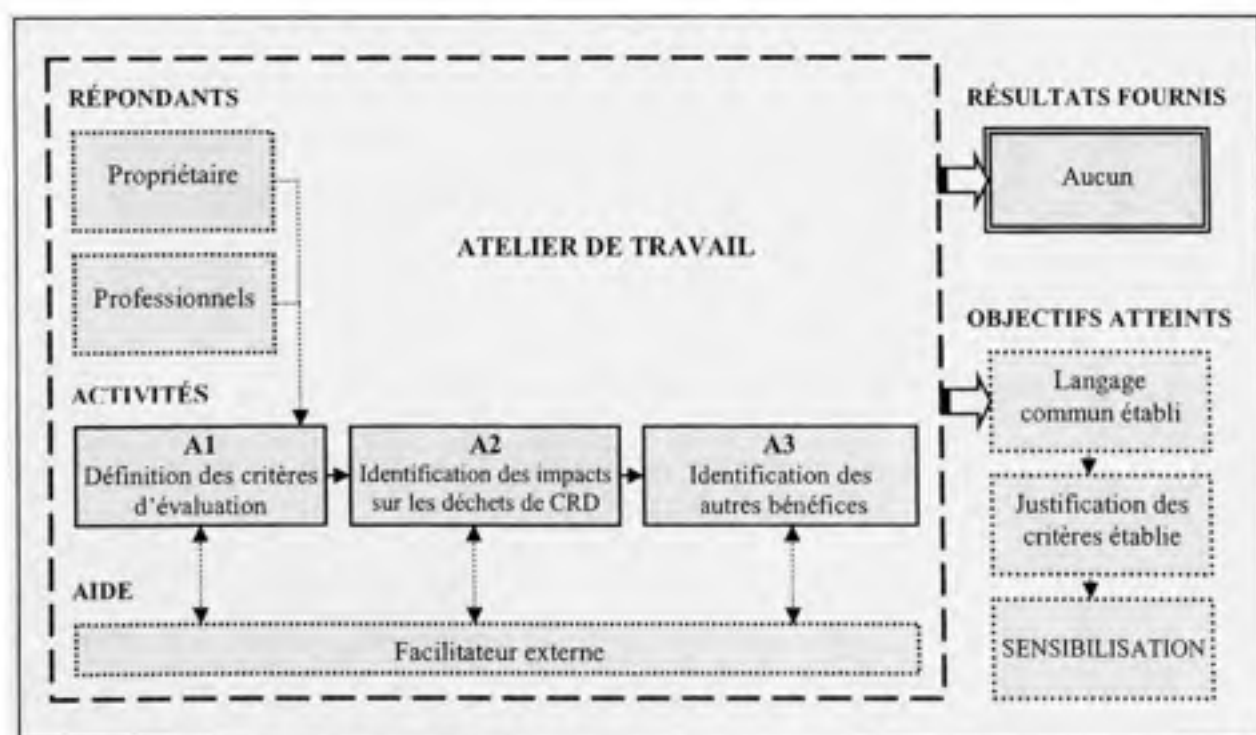 RÉPONDANTS
Propriétaire
Professionnels
ATELIER DE TRAVAIL
ACTIVITÉS
A1
Définition des critères
d'évaluation
A2
Identification des impacts
sur les déchets de CRD
A3
Identification des
autres bénéfices
AIDE
Facilitateur externe
RÉSULTATS FOURNIS
Aucun
OBJECTIFS ATTEINTS
Langage
commun établi
Justification des
critères établie
SENSIBILISATION